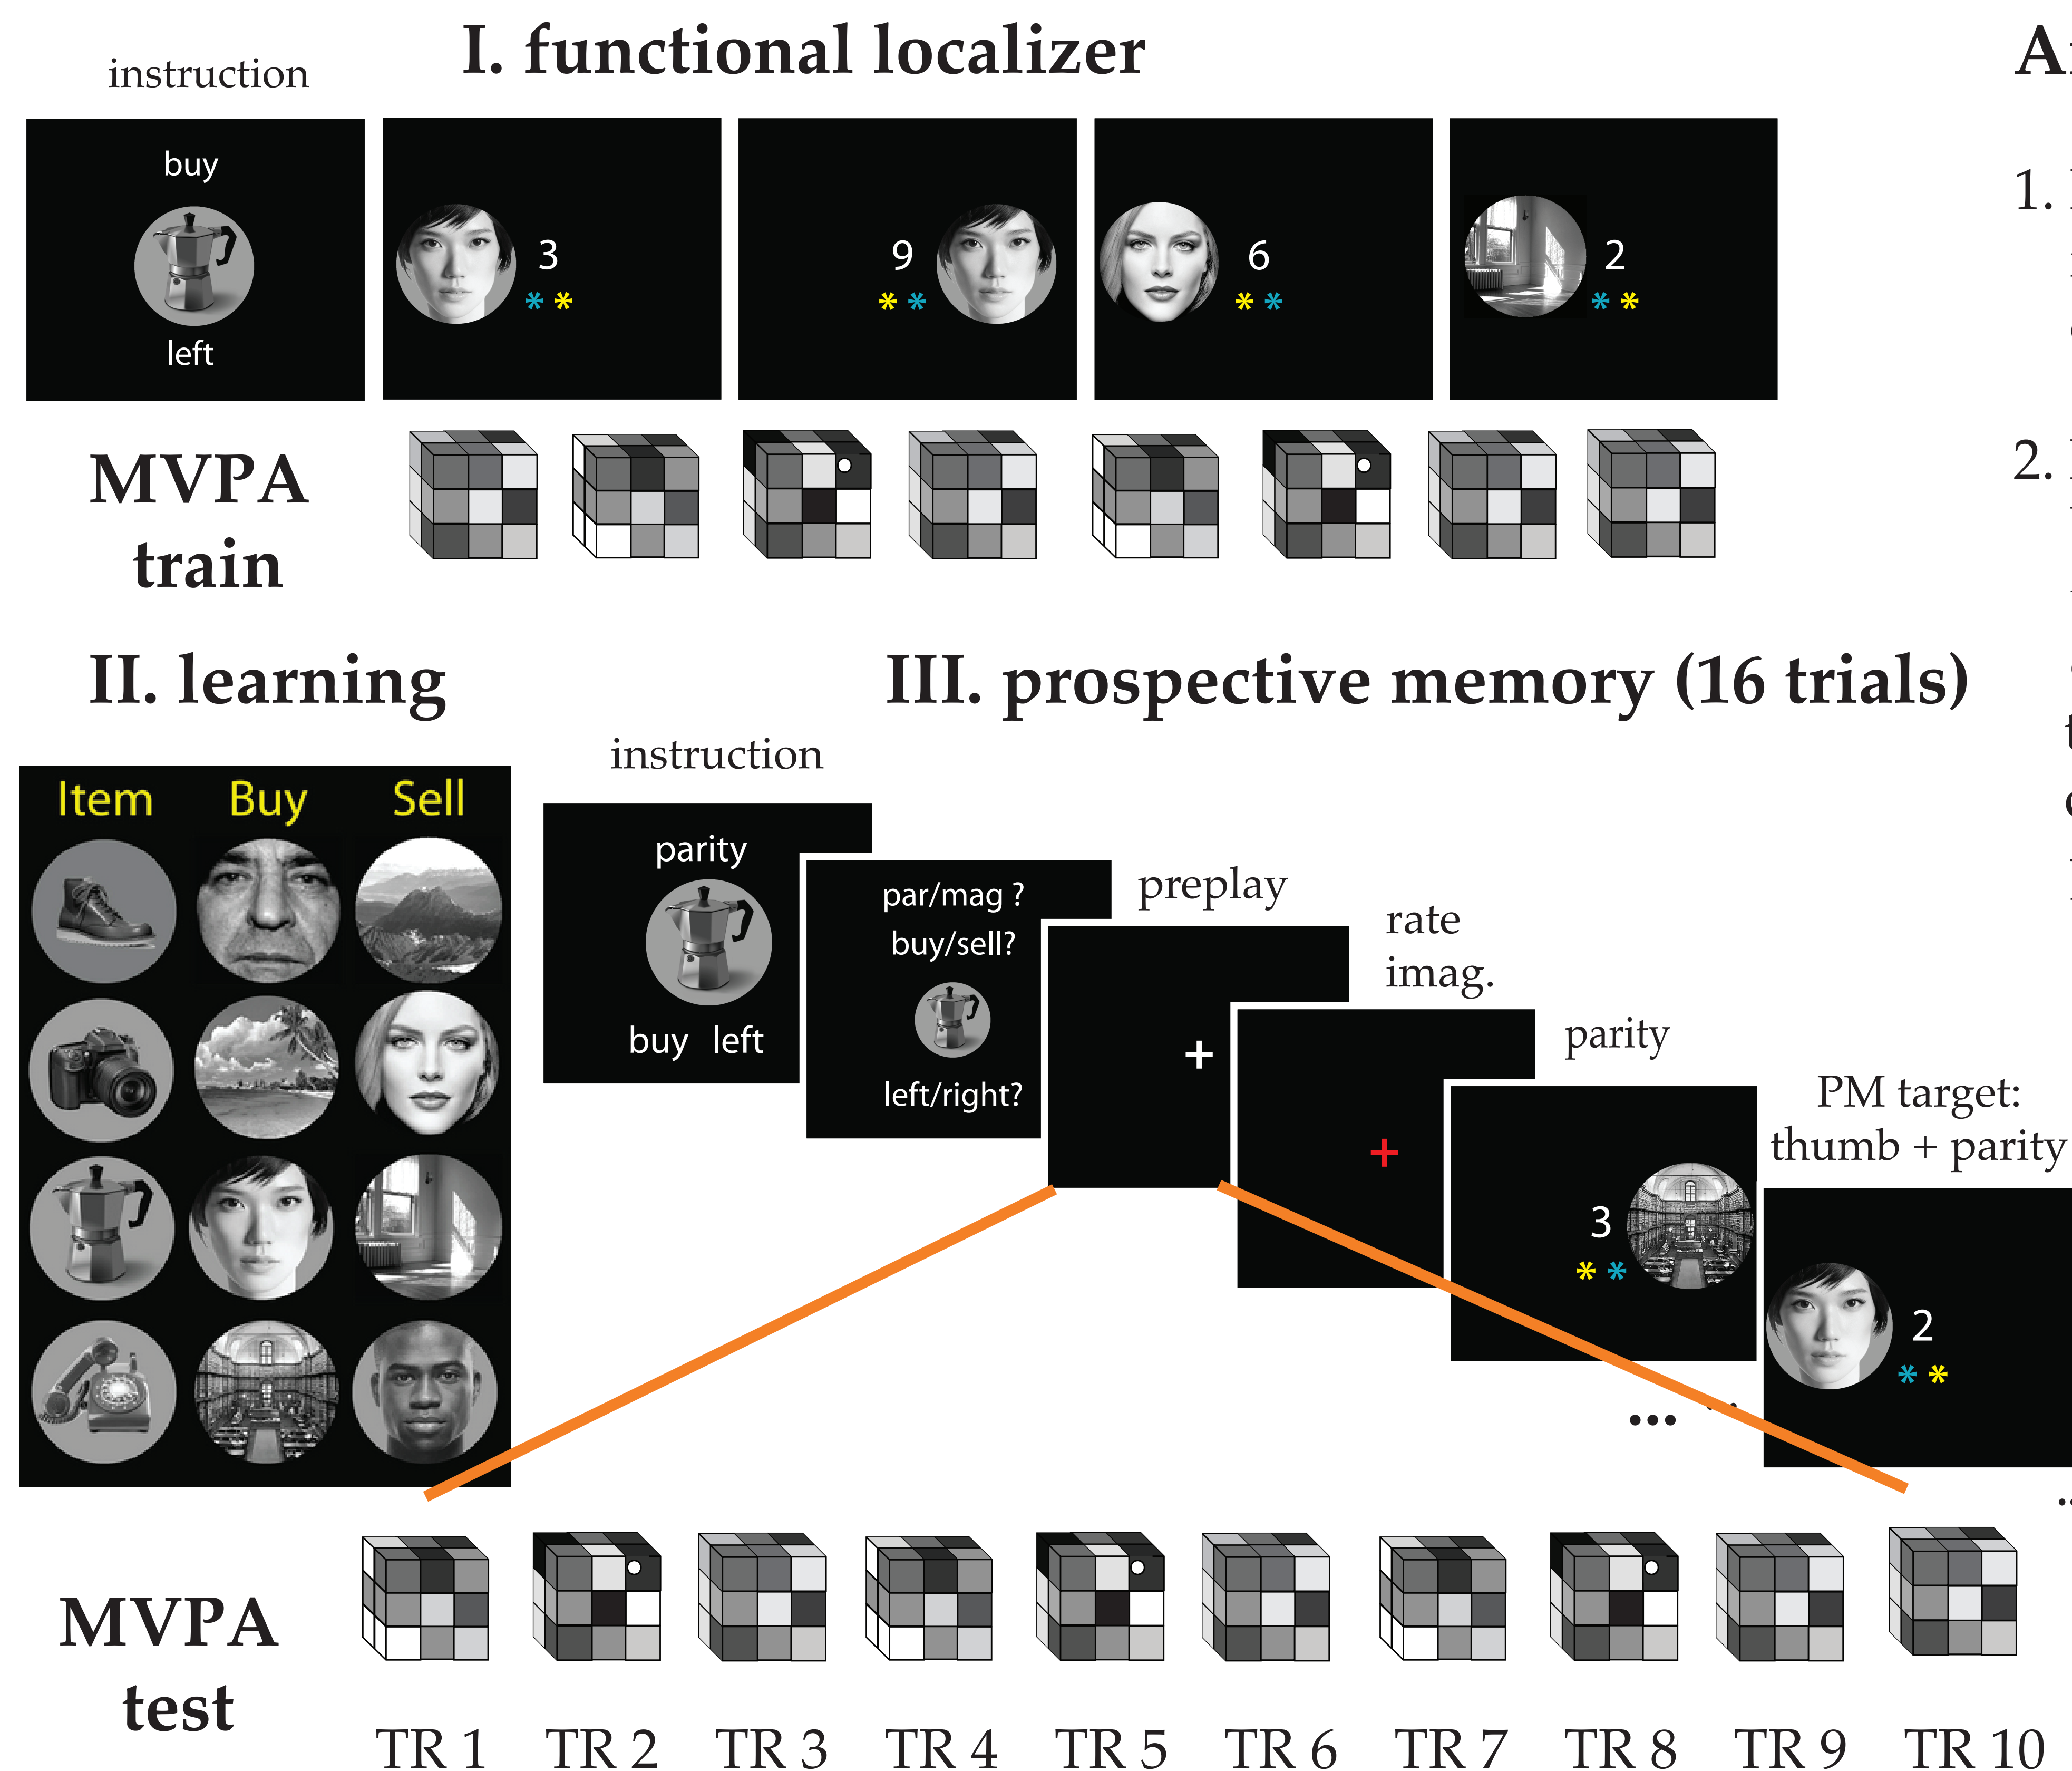 I. functional localizer
instruction
buy
left
3
* *
9
* *
6
* *
2
* *
1.
2.
MVPA
train
II. learning
III. prospective memory (16 trials)
Item Buy Sell
instruction
parity
buy left
par/mag ?
buy/sell?
left/right?
preplay
+
rate
imag.
+
parity
3
* *
PM target:
thumb + parity
2
* *
...
MVPA
test
TR 1 TR 2 TR 3 TR 4 TR 5 TR 6 TR 7 TR 8 TR 9 TR 10